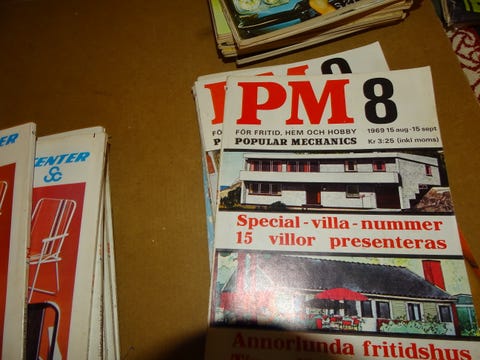 PM 8
FÖR FRITID, HEM OCH HOBBY
POPULAR MECHANICS
1969 15 aug-15 sept
Kr 3:25 (inkl moms)
Special-villa-nummer
15 villor presenteras
Annorlunda fritidshus
PM
ENTER